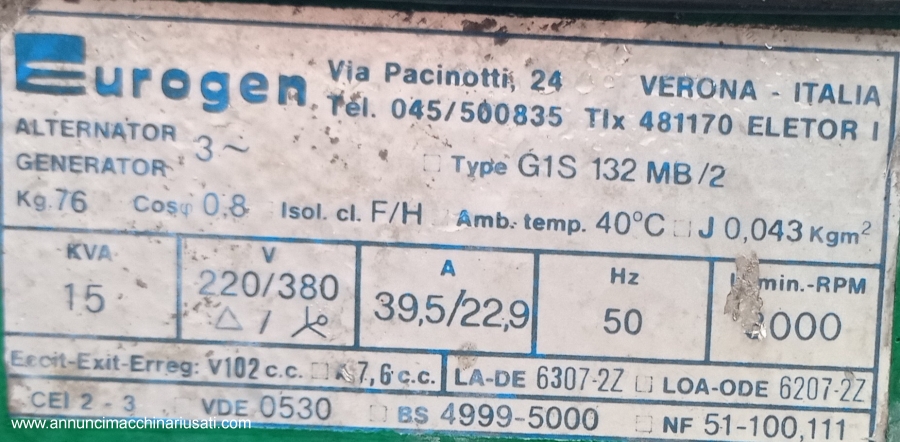 Eurogen Via Pacinotti, 24 VERONA - ITALIA
Tel. 045/500835 Tlx 481170 ELETOR I
ALTERNATOR
GENERATOR 3~ Type G1S 132 MB/2
Kg. 76 Cosφ 0.8 Isol. cl. F/H Amb. temp. 40°C J 0,043 Kgm²
KVA V A Hz min.-RPM
15 220/380 39,5/22,9 50 3000
△ / Y
Eccit-Exit-Erreg: V102 c.c. 7,6 c.c. LA-DE 6307-2Z LOA-ODE 6207-2Z
CEI 2 - 3 VDE 0530 BS 4999-5000 NF 51-100,111
www.annuncimacchinariusati.com